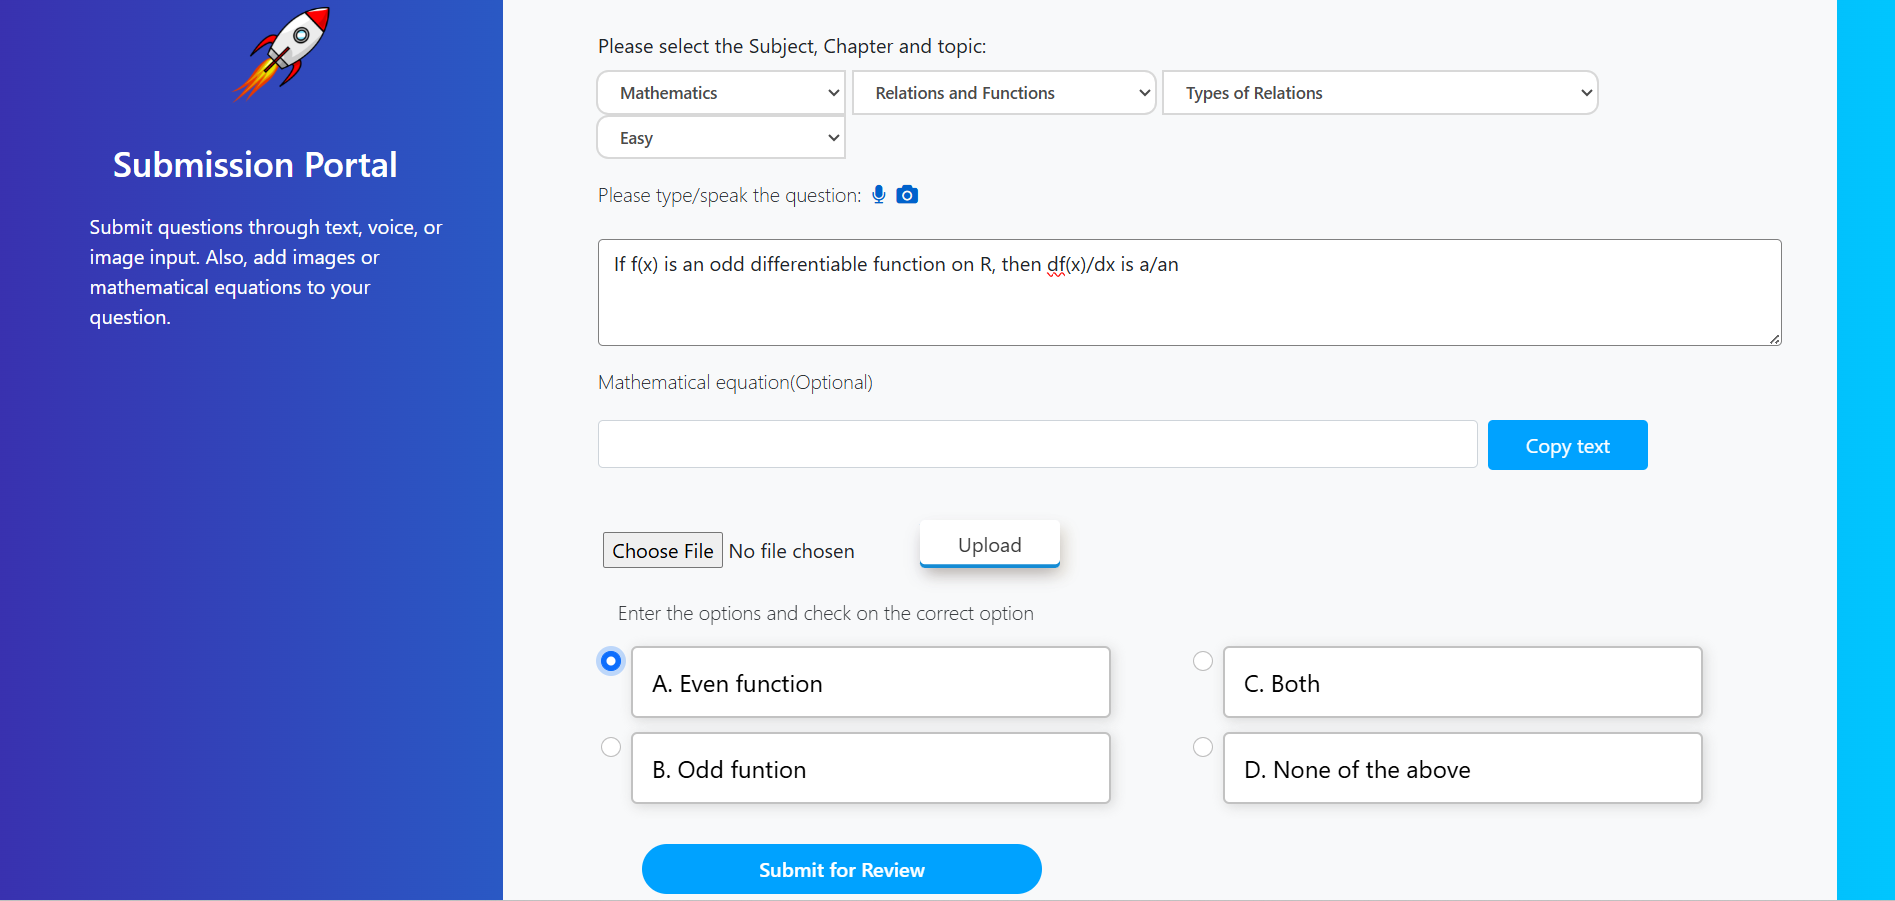 Submission Portal
Submit questions through text, voice, or
image input. Also, add images or
mathematical equations to your
question.
Please select the Subject, Chapter and topic:
Mathematics
Relations and Functions
Types of Relations
Easy
Please type/speak the question:
If f(x) is an odd differentiable function on R, then df(x)/dx is a/an
Mathematical equation(Optional)
Copy text
Choose File No file chosen
Upload
Enter the options and check on the correct option
A. Even function
C. Both
B. Odd funtion
D. None of the above
Submit for Review